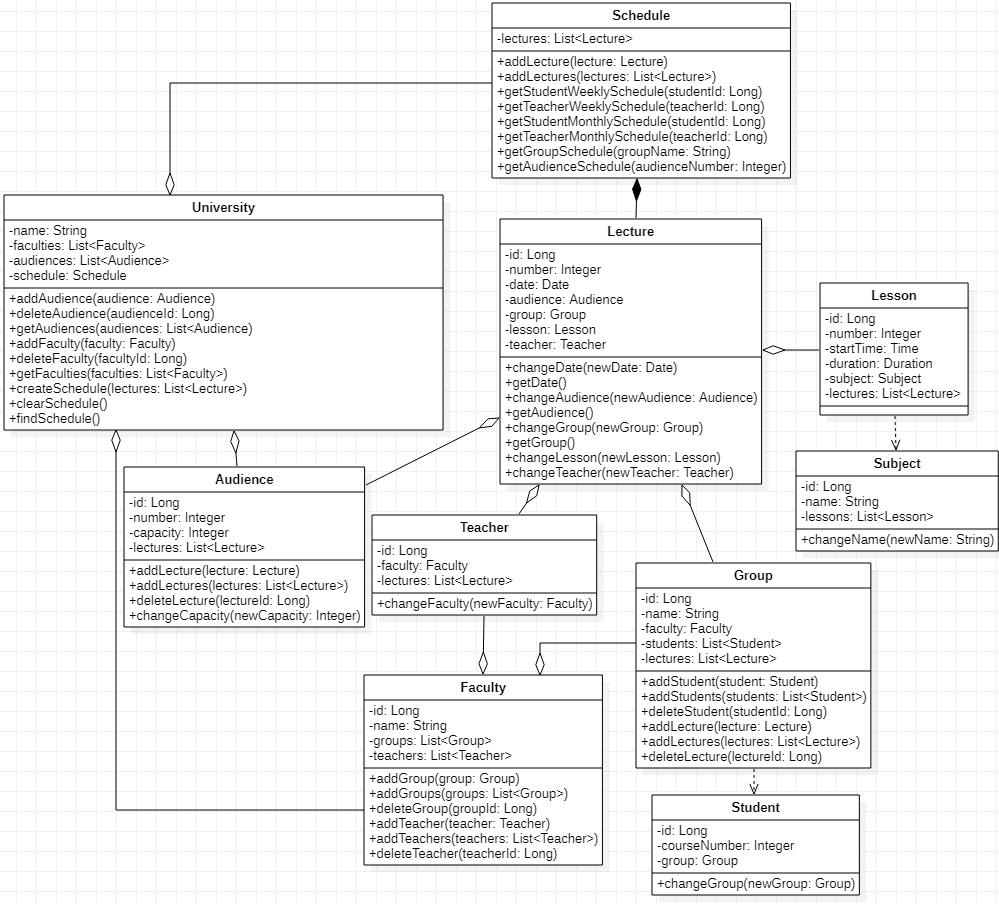 Schedule
-lectures: List<Lecture>
+addLecture(lecture: Lecture)
+addLectures(lectures: List<Lecture>)
+getStudentWeeklySchedule(studentId: Long)
+getTeacherWeeklySchedule(teacherId: Long)
+getStudentMonthlySchedule(studentId: Long)
+getTeacherMonthlySchedule(teacherId: Long)
+getGroupSchedule(groupName: String)
+getAudienceSchedule(audienceNumber: Integer)
University
-name: String
-faculties: List<Faculty>
-audiences: List<Audience>
-schedule: Schedule
+addAudience(audience: Audience)
+deleteAudience(audienceId: Long)
+getAudiences(audiences: List<Audience)
+addFaculty(faculty: Faculty)
+deleteFaculty(facultyId: Long)
+getFaculties(faculties: List<Faculty>)
+createSchedule(lectures: List<Lecture>)
+clearSchedule()
+findSchedule()
Lecture
-id: Long
-number: Integer
-date: Date
-audience: Audience
-group: Group
-lesson: Lesson
-teacher: Teacher
+changeDate(newDate: Date)
+getDate()
+changeAudience(newAudience: Audience)
+getAudience()
+changeGroup(newGroup: Group)
+getGroup()
+changeLesson(newLesson: Lesson)
+changeTeacher(newTeacher: Teacher)
Lesson
-id: Long
-number: Integer
-startTime: Time
-duration: Duration
-subject: Subject
-lectures: List<Lecture>
Subject
-id: Long
-name: String
-lessons: List<Lesson>
+changeName(newName: String)
Audience
-id: Long
-number: Integer
-capacity: Integer
-lectures: List<Lecture>
+addLecture(lecture: Lecture)
+addLectures(lectures: List<Lecture>)
+deleteLecture(lectureId: Long)
+changeCapacity(newCapacity: Integer)
Teacher
-id: Long
-faculty: Faculty
-lectures: List<Lecture>
+changeFaculty(newFaculty: Faculty)
Group
-id: Long
-name: String
-faculty: Faculty
-students: List<Student>
-lectures: List<Lecture>
+addStudent(student: Student)
+addStudents(students: List<Student>)
+deleteStudent(studentId: Long)
+addLecture(lecture: Lecture)
+addLectures(lectures: List<Lecture>)
+deleteLecture(lectureId: Long)
Faculty
-id: Long
-name: String
-groups: List<Group>
-teachers: List<Teacher>
+addGroup(group: Group)
+addGroups(groups: List<Group>)
+deleteGroup(groupId: Long)
+addTeacher(teacher: Teacher)
+addTeachers(teachers: List<Teacher>)
+deleteTeacher(teacherId: Long)
Student
-id: Long
-courseNumber: Integer
-group: Group
+changeGroup(newGroup: Group)